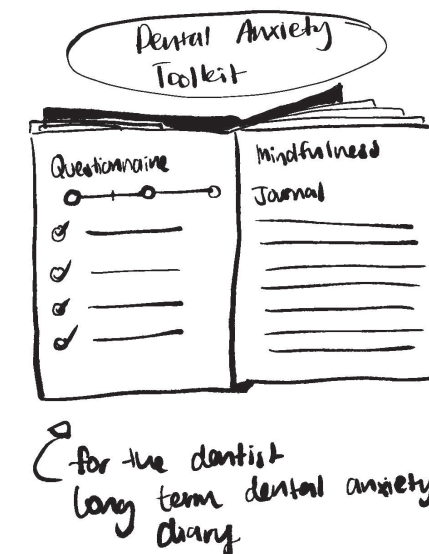 Dental Anxiety
Toolkit
Questionnaire
Mindfulness
Journal
for the dentist
long term dental anxiety
diary